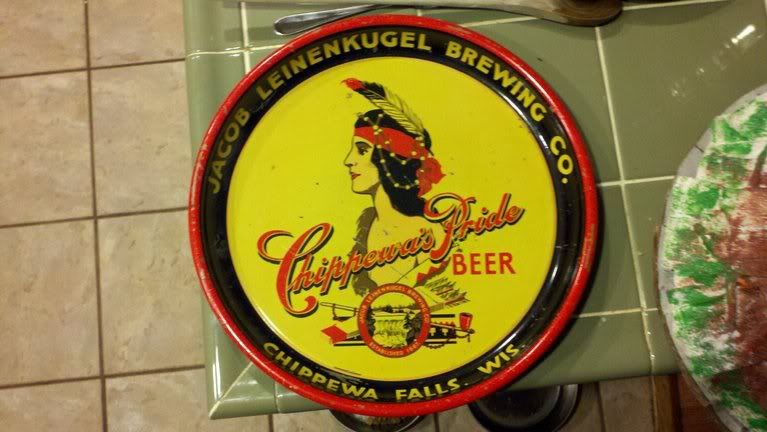 JACOB LEINENKUGEL BREWING CO.
Chippewa's Pride
BEER
CHIPPEWA FALLS, WIS.